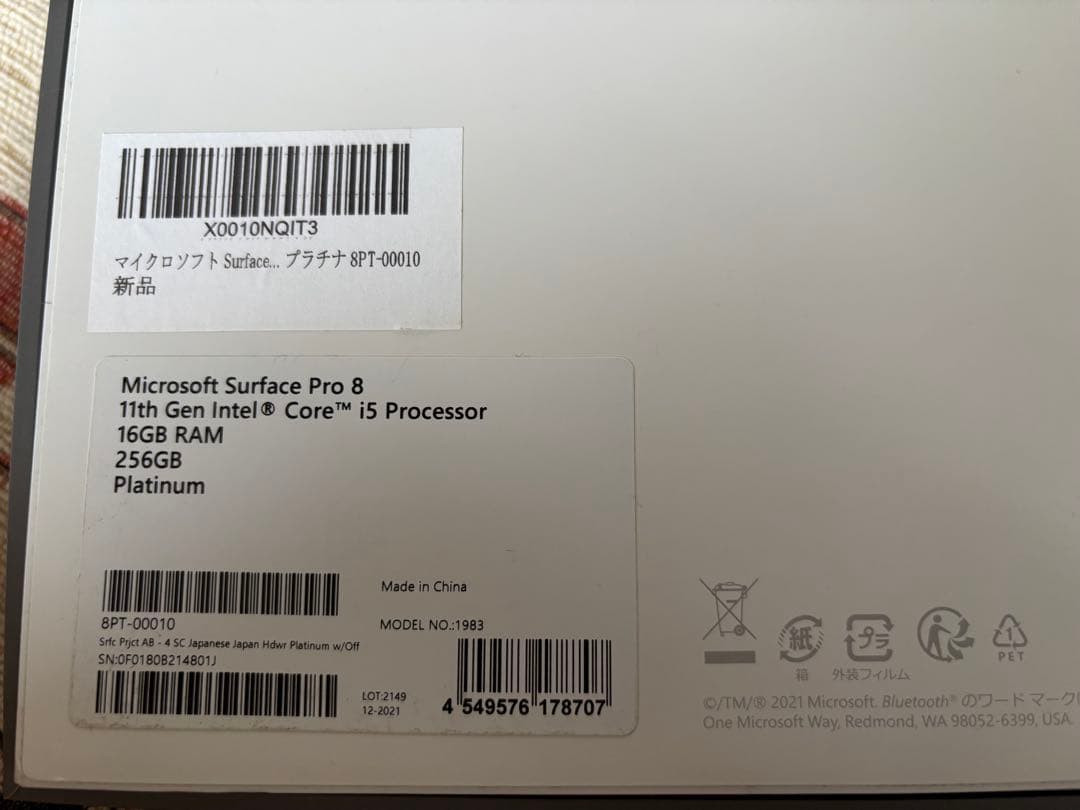 X0010NQIT3
マイクロソフト Surface... プラチナ 8PT-00010
新品
Microsoft Surface Pro 8
11th Gen Intel® Core™ i5 Processor
16GB RAM
256GB
Platinum
Made in China
8PT-00010
MODEL NO.:1983
Srfc Prjct AB - 4 SC Japanese Japan Hdwr Platinum w/Off
SN:0F0180B214801J
LOT:2149
12-2021
4 549576 178707
紙
箱
プラ
外装フィルム
1
PET
©/TM/® 2021 Microsoft. Bluetooth® のワード マーク
One Microsoft Way, Redmond, WA 98052-6399, USA.